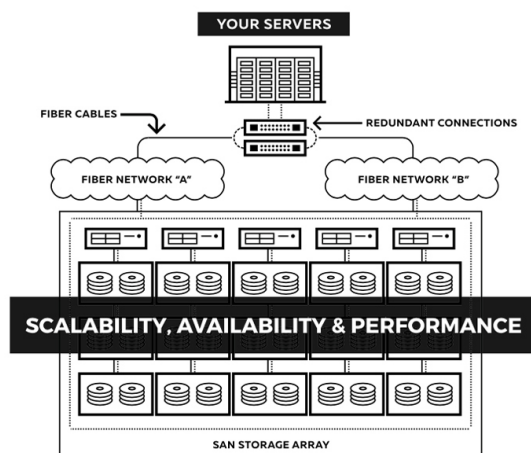 YOUR SERVERS
FIBER CABLES
REDUNDANT CONNECTIONS
FIBER NETWORK "A"
FIBER NETWORK "B"
SCALABILITY, AVAILABILITY & PERFORMANCE
SAN STORAGE ARRAY